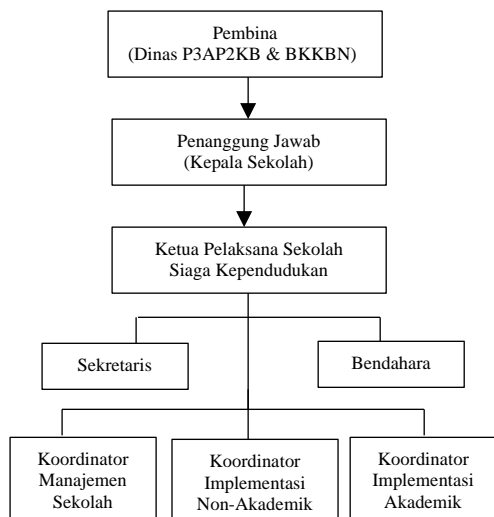 Pembina
(Dinas P3AP2KB & BKKBN)
Penanggung Jawab
(Kepala Sekolah)
Ketua Pelaksana Sekolah
Siaga Kependudukan
Sekretaris
Bendahara
Koordinator
Manajemen
Sekolah
Koordinator
Implementasi
Non-Akademik
Koordinator
Implementasi
Akademik